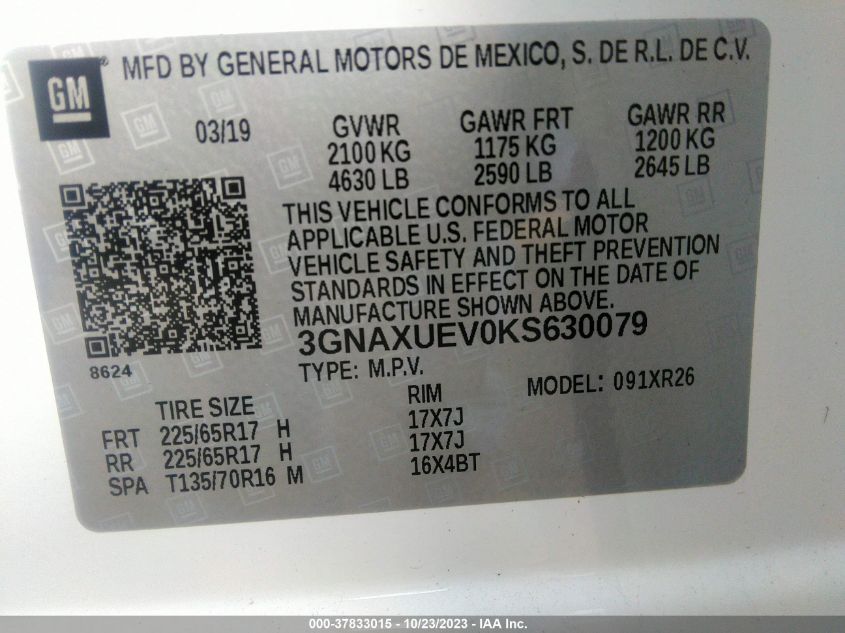 GM
MFD BY GENERAL MOTORS DE MEXICO, S. DE R.L. DE C.V.
03/19 GVWR GAWR FRT GAWR RR
2100 KG 1175 KG 1200 KG
4630 LB 2590 LB 2645 LB
THIS VEHICLE CONFORMS TO ALL
APPLICABLE U.S. FEDERAL MOTOR
VEHICLE SAFETY AND THEFT PREVENTION
STANDARDS IN EFFECT ON THE DATE OF
MANUFACTURE SHOWN ABOVE.
3GNAXUEV0KS630079
8624 TYPE: M.P.V. MODEL: 091XR26
TIRE SIZE RIM
FRT 225/65R17 H 17X7J
RR 225/65R17 H 17X7J
SPA T135/70R16 M 16X4BT
000-37833015 - 10/23/2023 - IAA Inc.